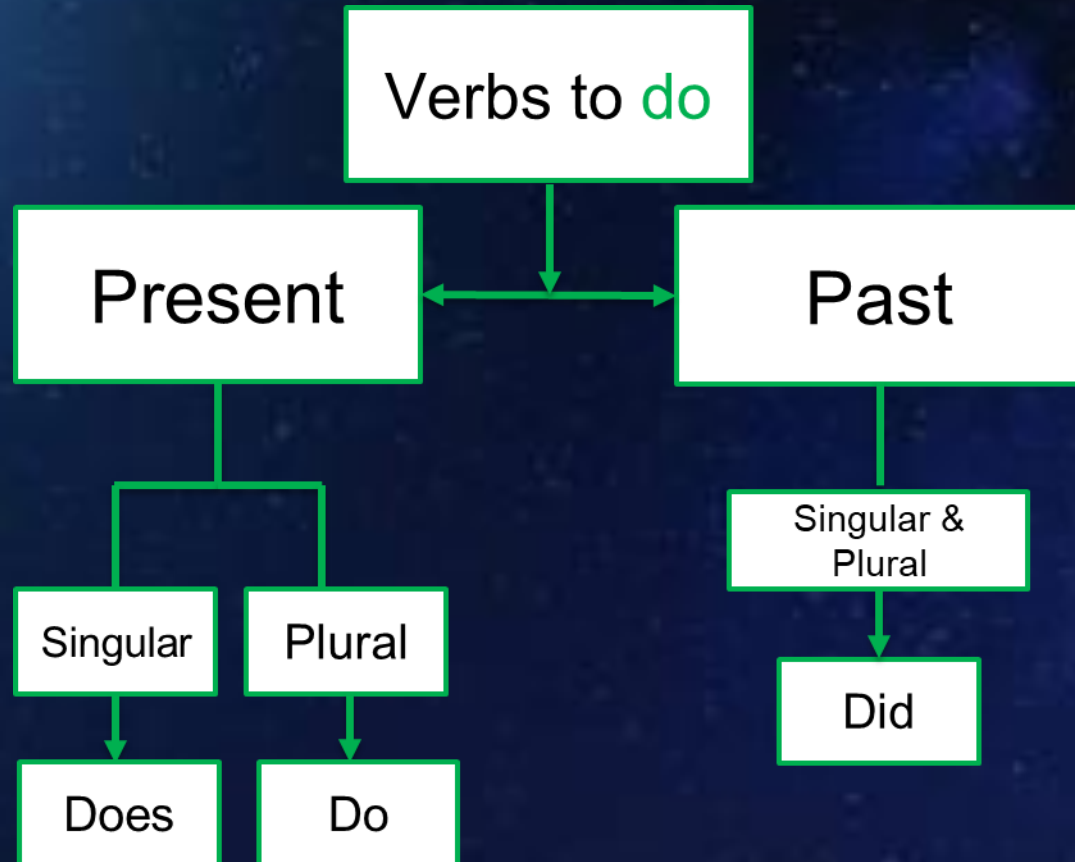 Verbs to do
Present
Past
Singular &
Plural
Singular
Plural
Did
Does
Do